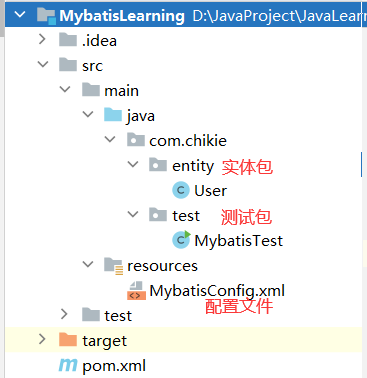 MybatisLearning D:\JavaProject\JavaLearn
.idea
src
main
java
com.chikie
entity 实体包
User
test 测试包
MybatisTest
resources
MybatisConfig.xml
配置文件
test
target
pom.xml